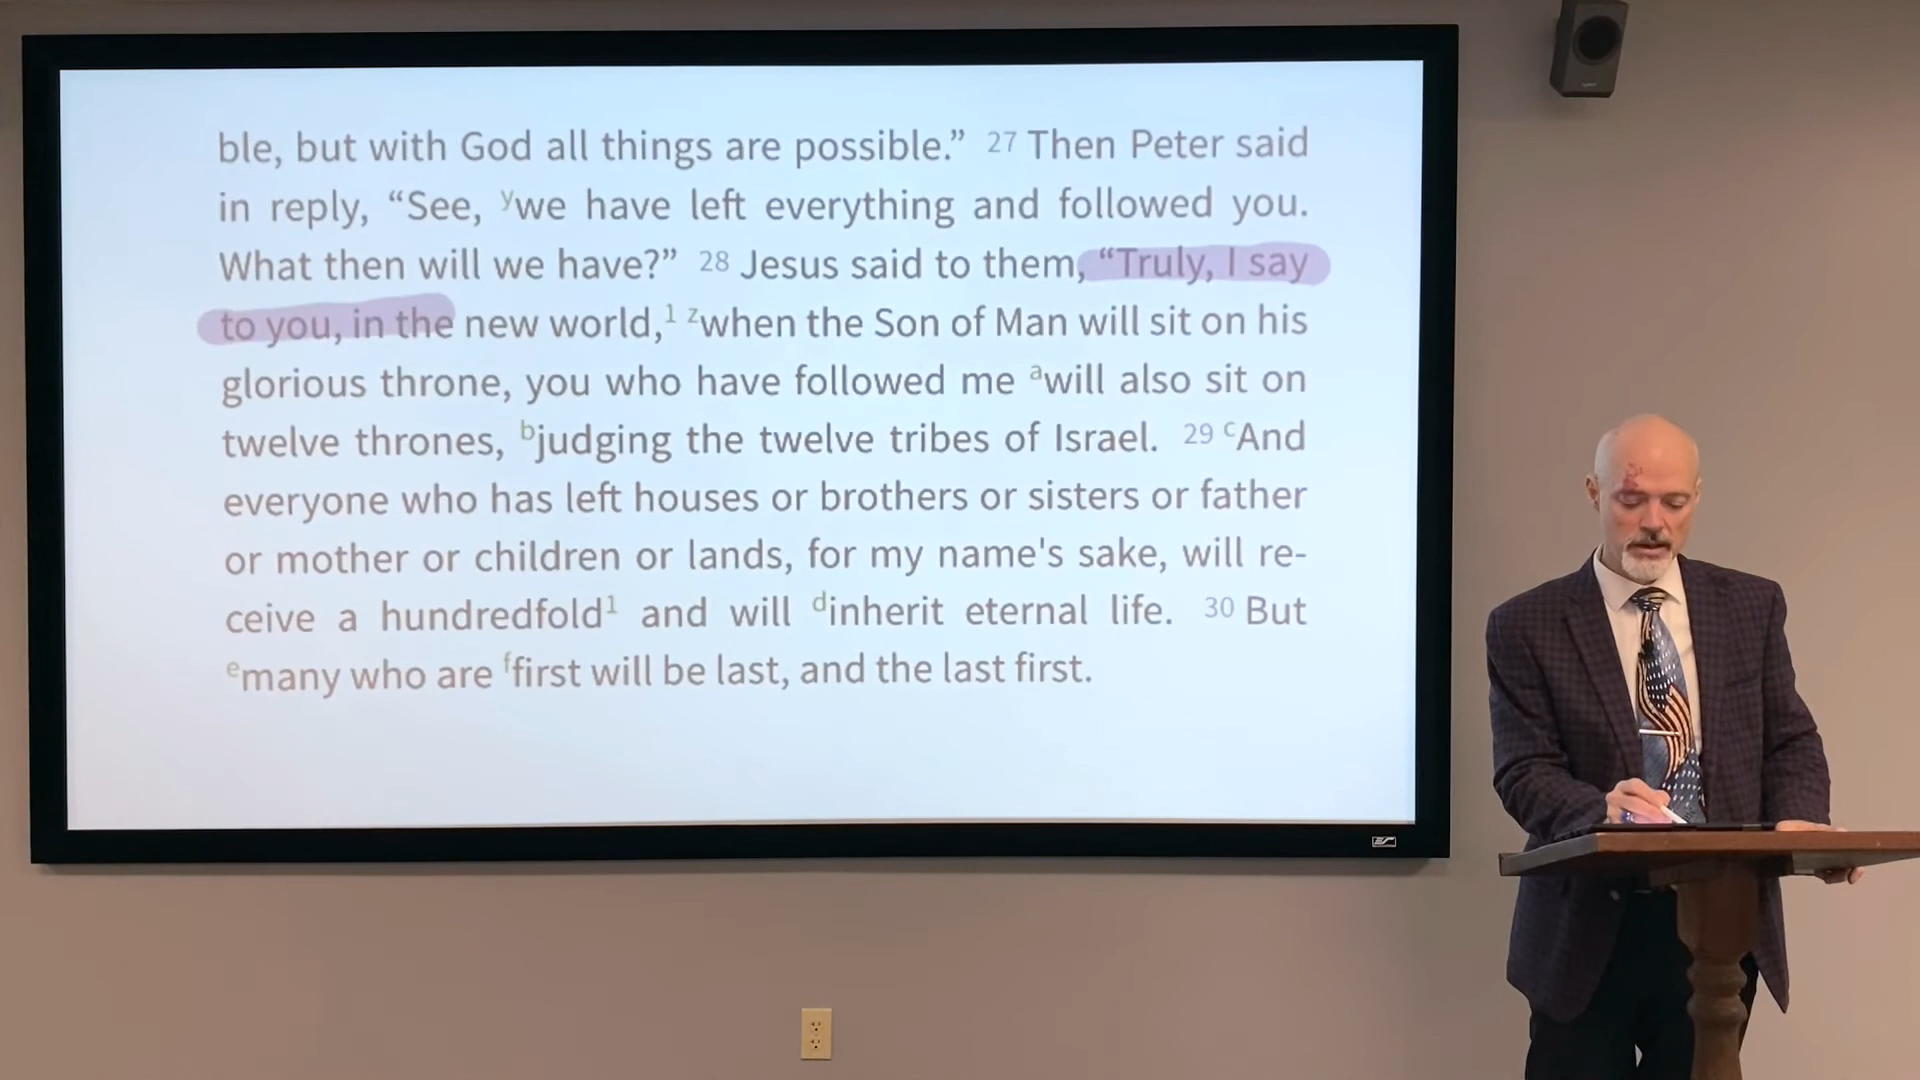 ble, but with God all things are possible.” 27 Then Peter said
in reply, “See, ywe have left everything and followed you.
What then will we have?” 28 Jesus said to them, “Truly, I say
to you, in the new world,1 zwhen the Son of Man will sit on his
glorious throne, you who have followed me awill also sit on
twelve thrones, bjudging the twelve tribes of Israel. 29 cAnd
everyone who has left houses or brothers or sisters or father
or mother or children or lands, for my name's sake, will re-
ceive a hundredfold1 and will dinherit eternal life. 30 But
emany who are ffirst will be last, and the last first.